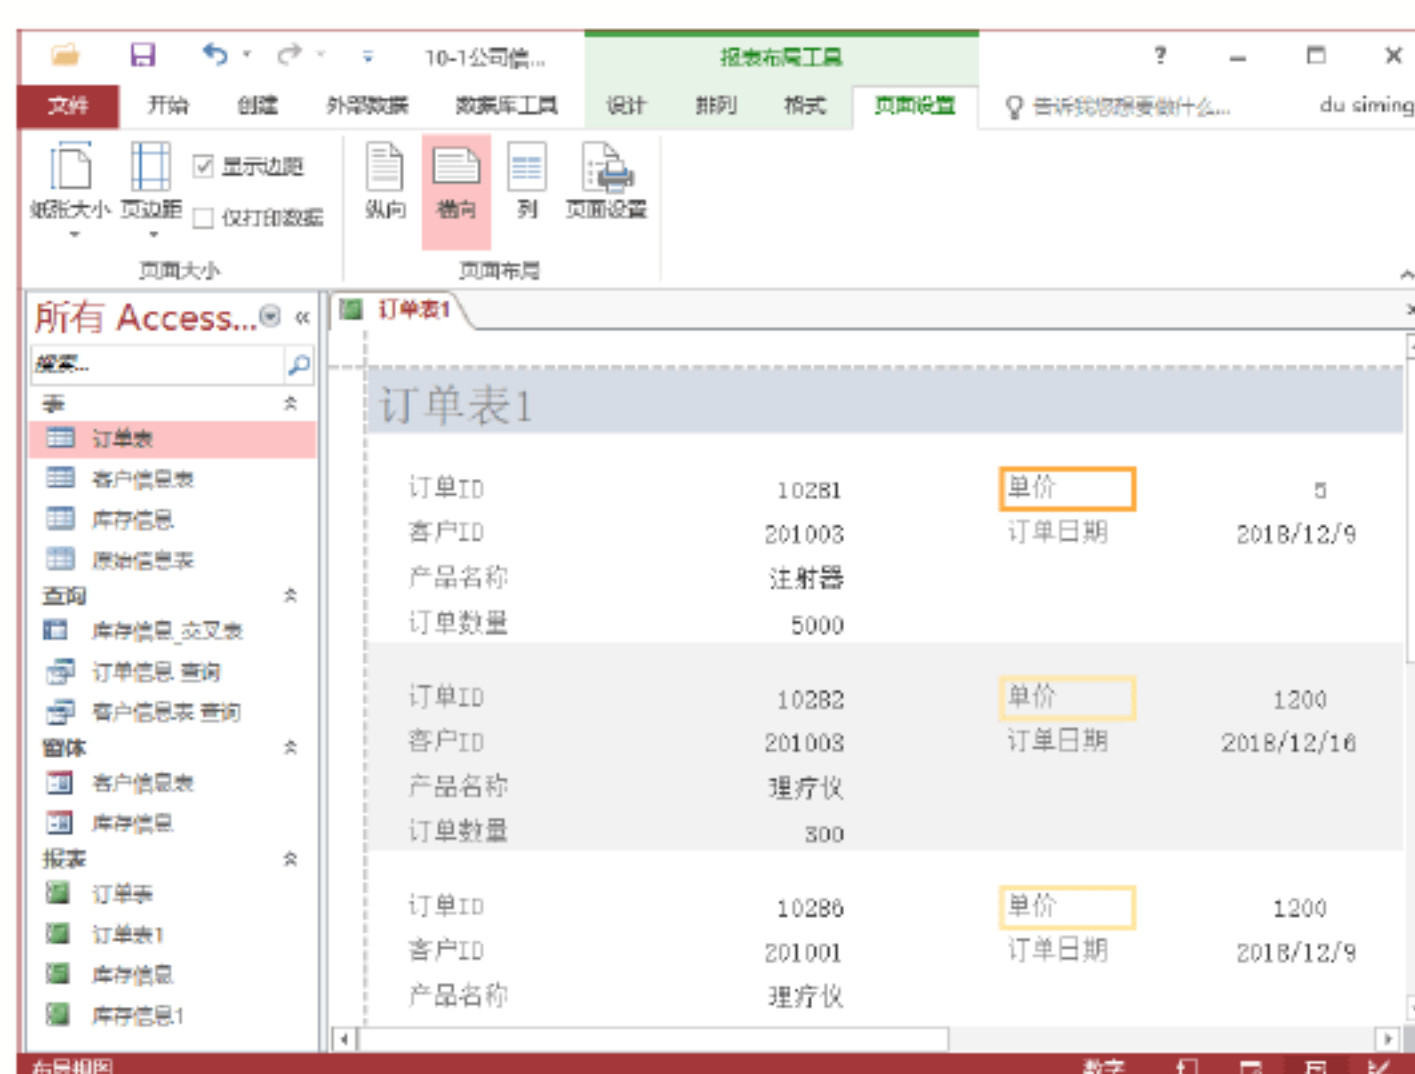 10-1公司信... 报表布局工具 ?
文件 开始 创建 外部数据 数据库工具 设计 排列 格式 页面设置 告诉我您想要做什么... du siming
显示边距
纸张大小 页边距 仅打印数据 纵向 横向 列 页面设置
页面大小 页面布局
所有 Access... «
订单表1
搜索...
表
订单表
客户信息表
库存信息
原始信息表
查询
库存信息_交叉表
订单信息 查询
客户信息表 查询
窗体
客户信息表
库存信息
报表
订单表
订单表1
库存信息
库存信息1
订单表1
订单ID 10281 单价 5
客户ID 201003 订单日期 2018/12/9
产品名称 注射器
订单数量 5000
订单ID 10282 单价 1200
客户ID 201003 订单日期 2018/12/16
产品名称 理疗仪
订单数量 300
订单ID 10286 单价 1200
客户ID 201001 订单日期 2018/12/9
产品名称 理疗仪
布局视图 数字